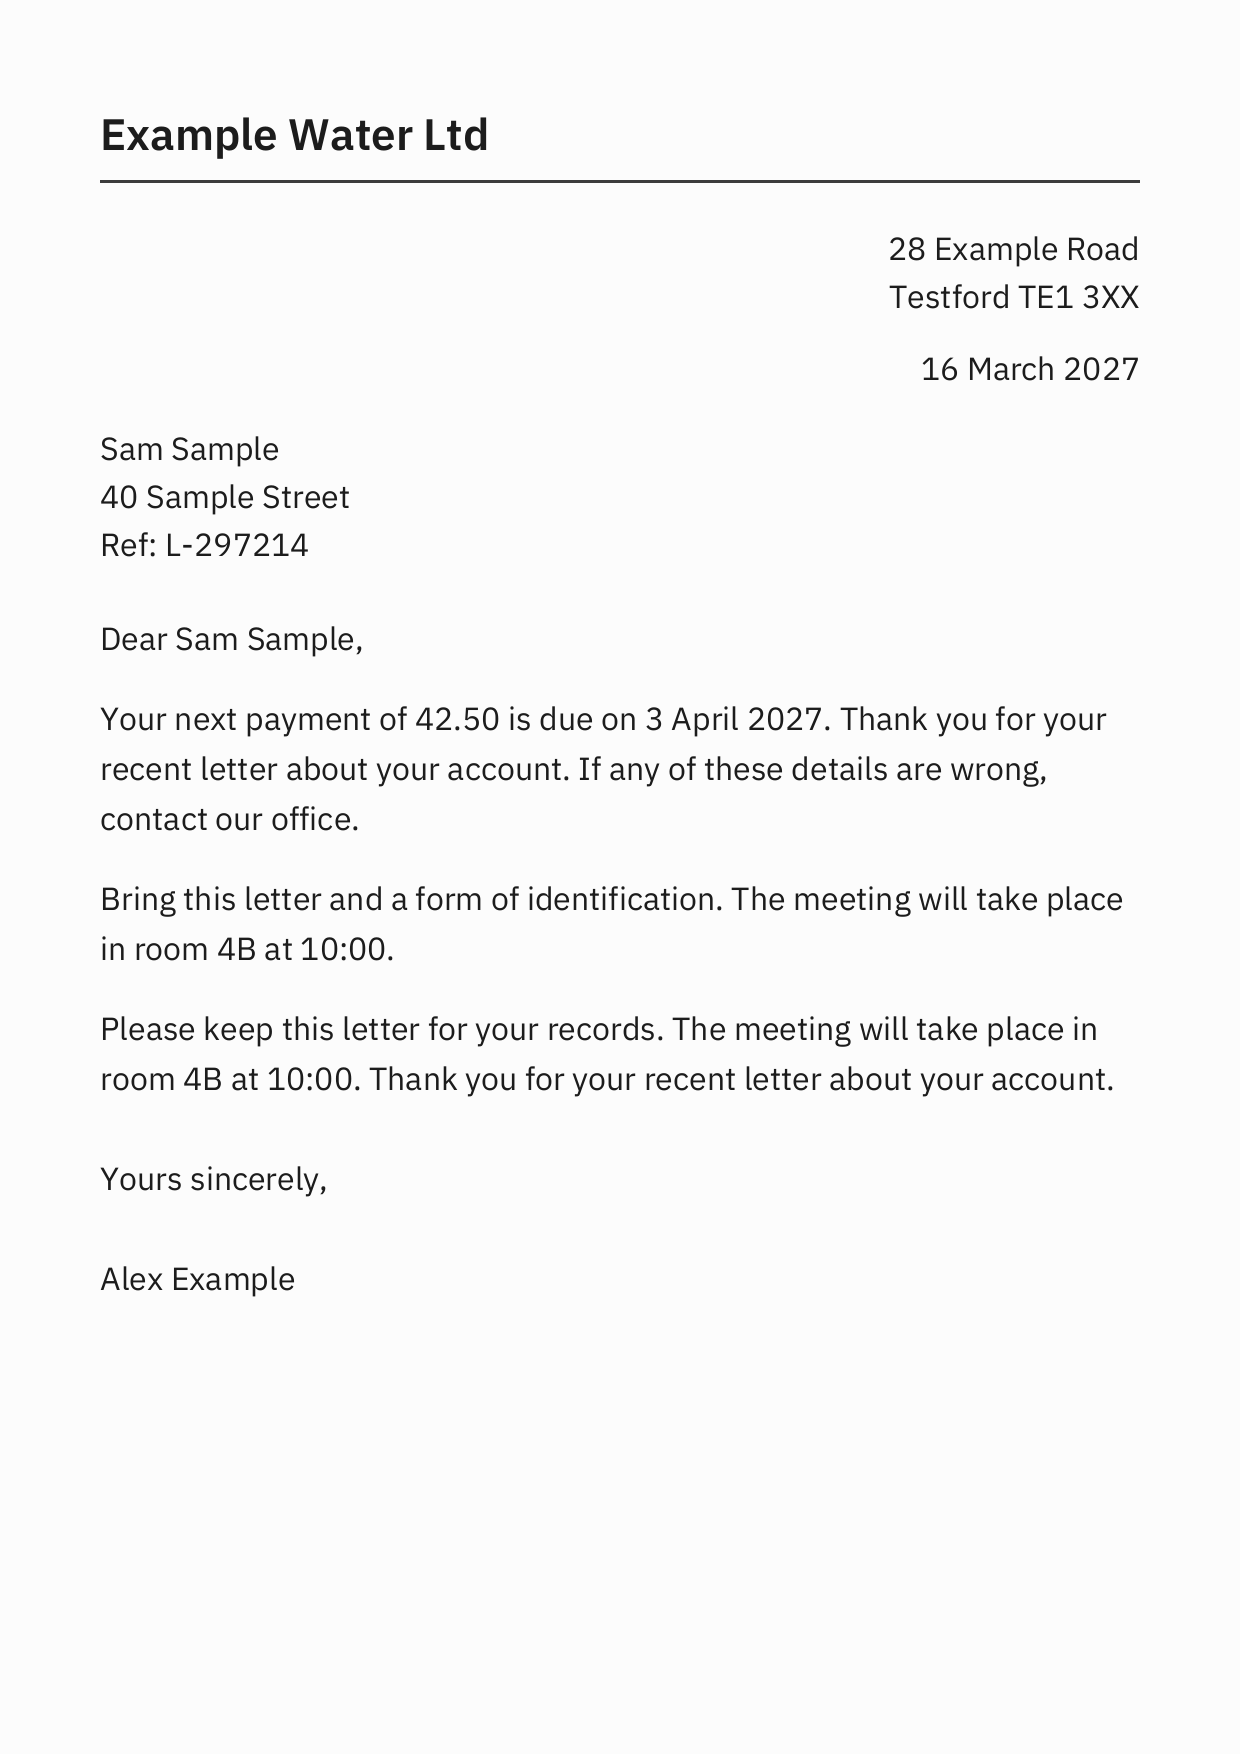 Example Water Ltd
28 Example Road
Testford TE1 3XX
16 March 2027
Sam Sample
40 Sample Street
Ref: L-297214
Dear Sam Sample,
Your next payment of 42.50 is due on 3 April 2027. Thank you for your
recent letter about your account. If any of these details are wrong,
contact our office.
Bring this letter and a form of identification. The meeting will take place
in room 4B at 10:00.
Please keep this letter for your records. The meeting will take place in
room 4B at 10:00. Thank you for your recent letter about your account.
Yours sincerely,
Alex Example